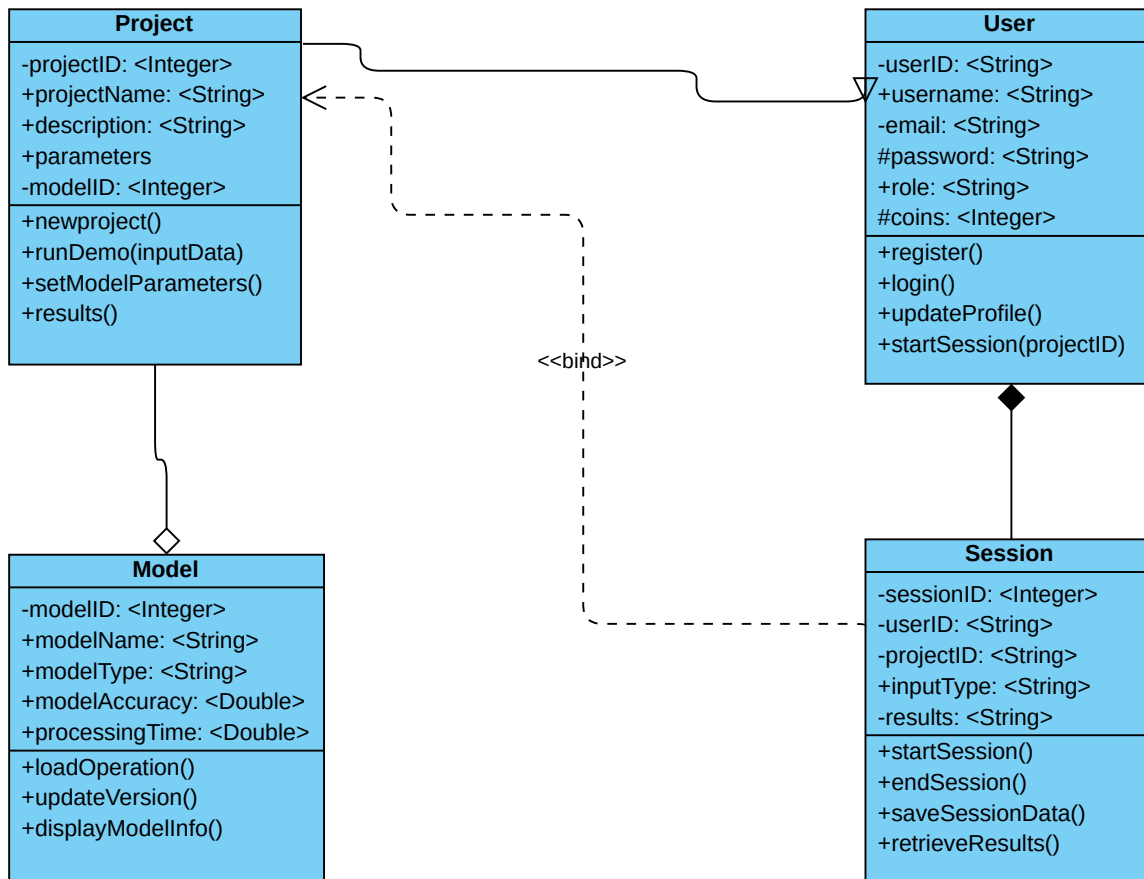 Project
-projectID: <Integer>
+projectName: <String>
+description: <String>
+parameters
-modelID: <Integer>
+newproject()
+runDemo(inputData)
+setModelParameters()
+results()
User
-userID: <String>
+username: <String>
-email: <String>
#password: <String>
+role: <String>
#coins: <Integer>
+register()
+login()
+updateProfile()
+startSession(projectID)
<<bind>>
Model
-modelID: <Integer>
+modelName: <String>
+modelType: <String>
+modelAccuracy: <Double>
+processingTime: <Double>
+loadOperation()
+updateVersion()
+displayModelInfo()
Session
-sessionID: <Integer>
-userID: <String>
-projectID: <String>
+inputType: <String>
-results: <String>
+startSession()
+endSession()
+saveSessionData()
+retrieveResults()